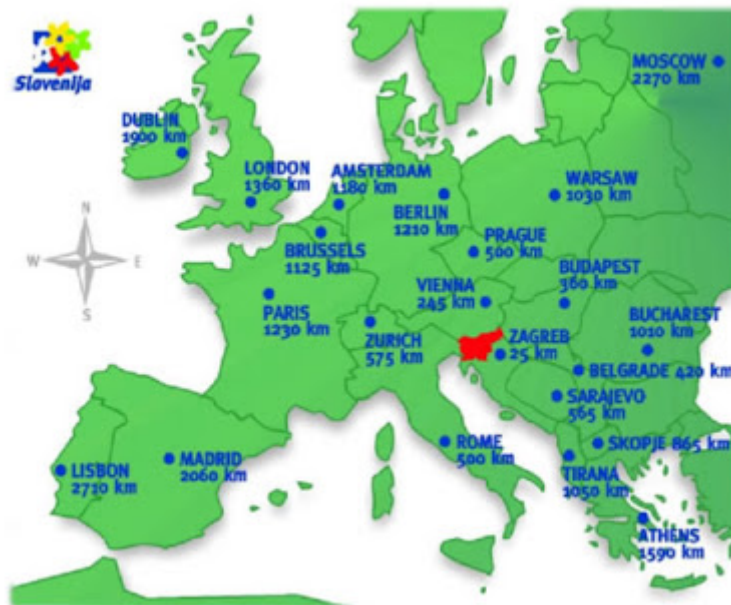 Slovenija
MOSCOW
2270 km
DUBLIN
1900 km
LONDON
1360 km
AMSTERDAM
1180 km
WARSAW
1030 km
BERLIN
1210 km
BRUSSELS
1125 km
PRAGUE
500 km
BUDAPEST
360 km
VIENNA
245 km
PARIS
1230 km
ZURICH
575 km
ZAGREB
25 km
BUCHAREST
1010 km
BELGRADE 420 km
SARAJEVO
565 km
ROME
500 km
SKOPJE 865 km
TIRANA
1050 km
LISBON
2710 km
MADRID
2060 km
ATHENS
1590 km
N
W
E
S